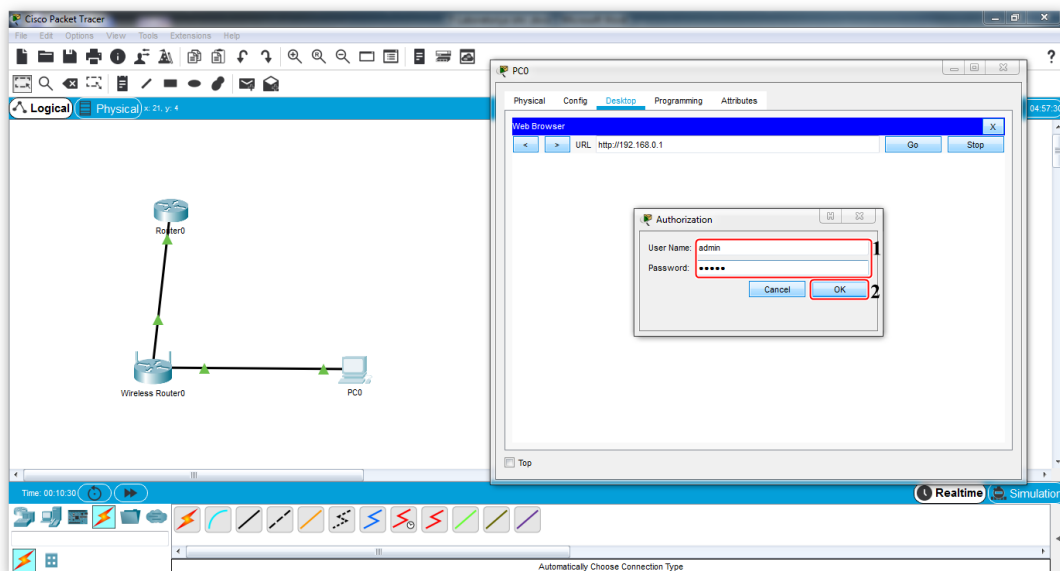 Cisco Packet Tracer
File Edit Options View Tools Extensions Help
?
Logical Physical x: 21, y: 4
04:57:30
PC0
Physical Config Desktop Programming Attributes
Web Browser X
< > URL http://192.168.0.1 Go Stop
Authorization
User Name: admin 1
Password: •••••
Cancel OK 2
Router0
Wireless Router0
PC0
Top
Time: 00:10:30
Realtime Simulation
Automatically Choose Connection Type